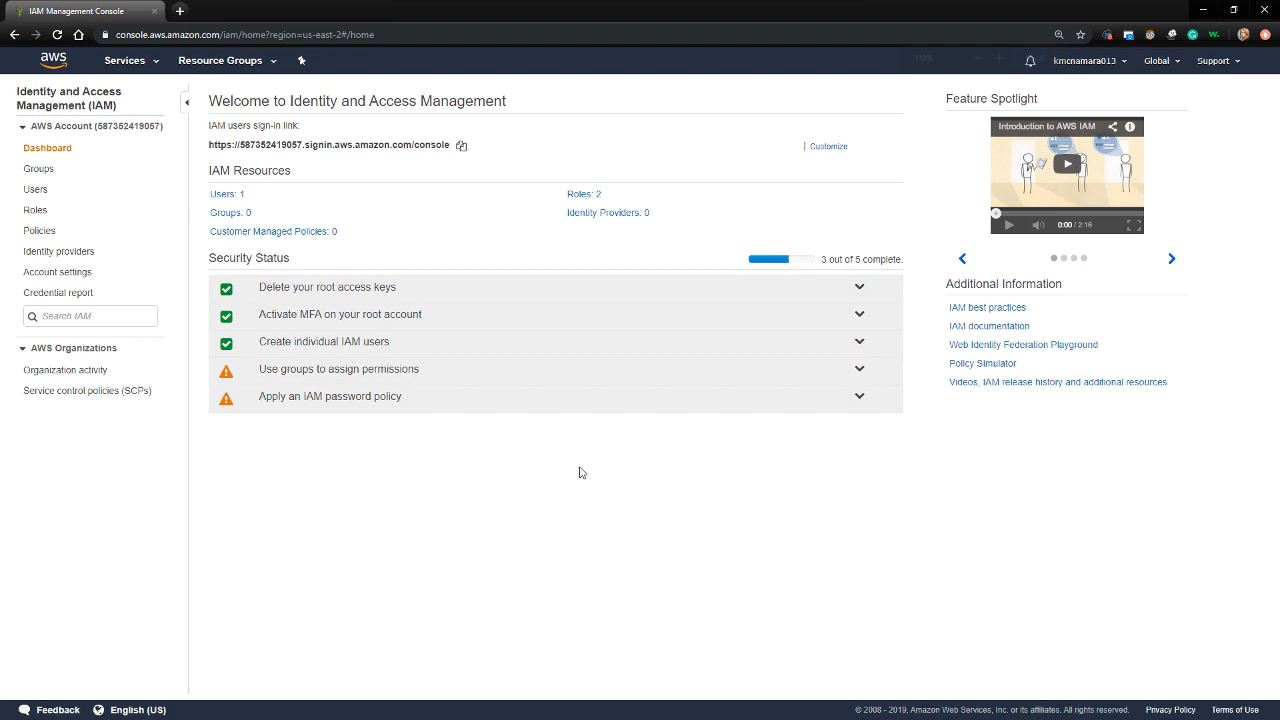 IAM Management Console
console.aws.amazon.com/iam/home?region=us-east-2#/home
aws
Services
Resource Groups
110%
kmcnamara013
Global
Support
Identity and Access
Management (IAM)
AWS Account (587352419057)
Dashboard
Groups
Users
Roles
Policies
Identity providers
Account settings
Credential report
Search IAM
AWS Organizations
Organization activity
Service control policies (SCPs)
Welcome to Identity and Access Management
IAM users sign-in link:
https://587352419057.signin.aws.amazon.com/console
Customize
IAM Resources
Users: 1
Roles: 2
Groups: 0
Identity Providers: 0
Customer Managed Policies: 0
Security Status
3 out of 5 complete.
Delete your root access keys
Activate MFA on your root account
Create individual IAM users
Use groups to assign permissions
Apply an IAM password policy
Feature Spotlight
Introduction to AWS IAM
0:00 / 2:16
Additional Information
IAM best practices
IAM documentation
Web Identity Federation Playground
Policy Simulator
Videos, IAM release history and additional resources
Feedback
English (US)
© 2008 - 2019, Amazon Web Services, Inc. or its affiliates. All rights reserved.
Privacy Policy
Terms of Use